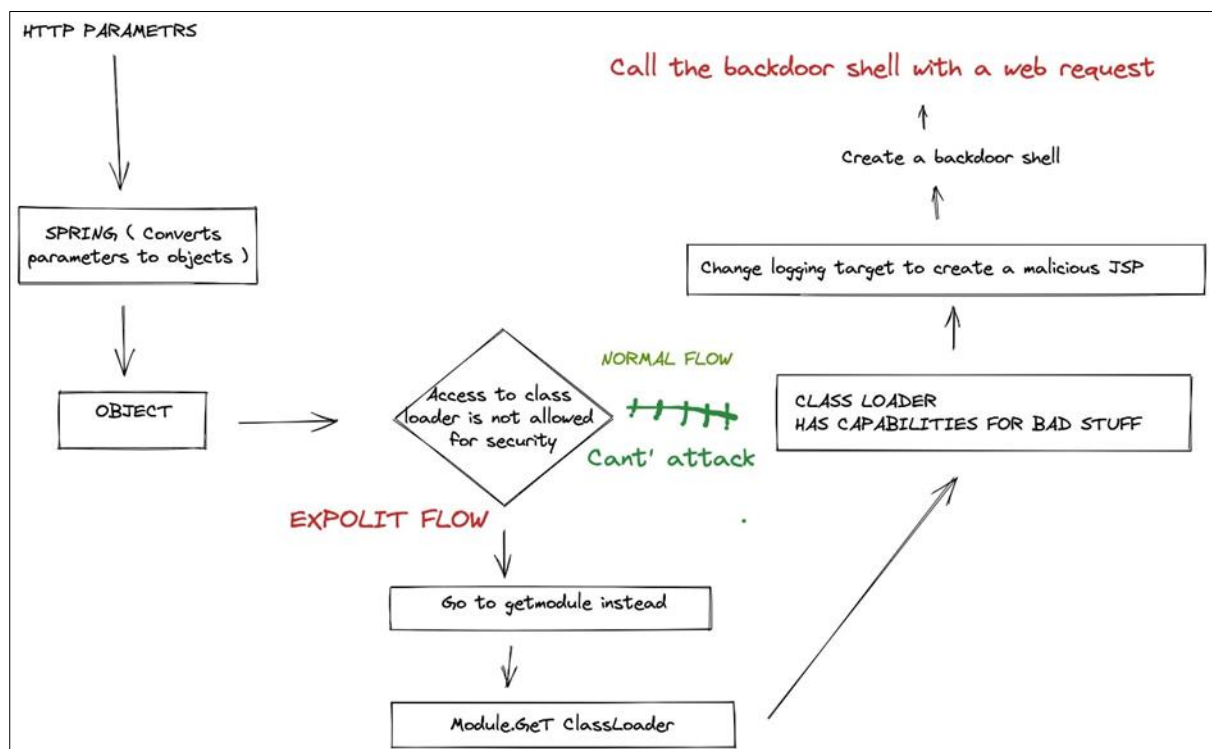 HTTP PARAMETRS
Call the backdoor shell with a web request
Create a backdoor shell
SPRING ( Converts
parameters to objects )
Change logging target to create a malicious JSP
NORMAL FLOW
Access to class
loader is not allowed
for security
OBJECT
CLASS LOADER
HAS CAPABILITIES FOR BAD STUFF
Cant' attack
EXPOLIT FLOW
Go to getmodule instead
Module.GeT ClassLoader